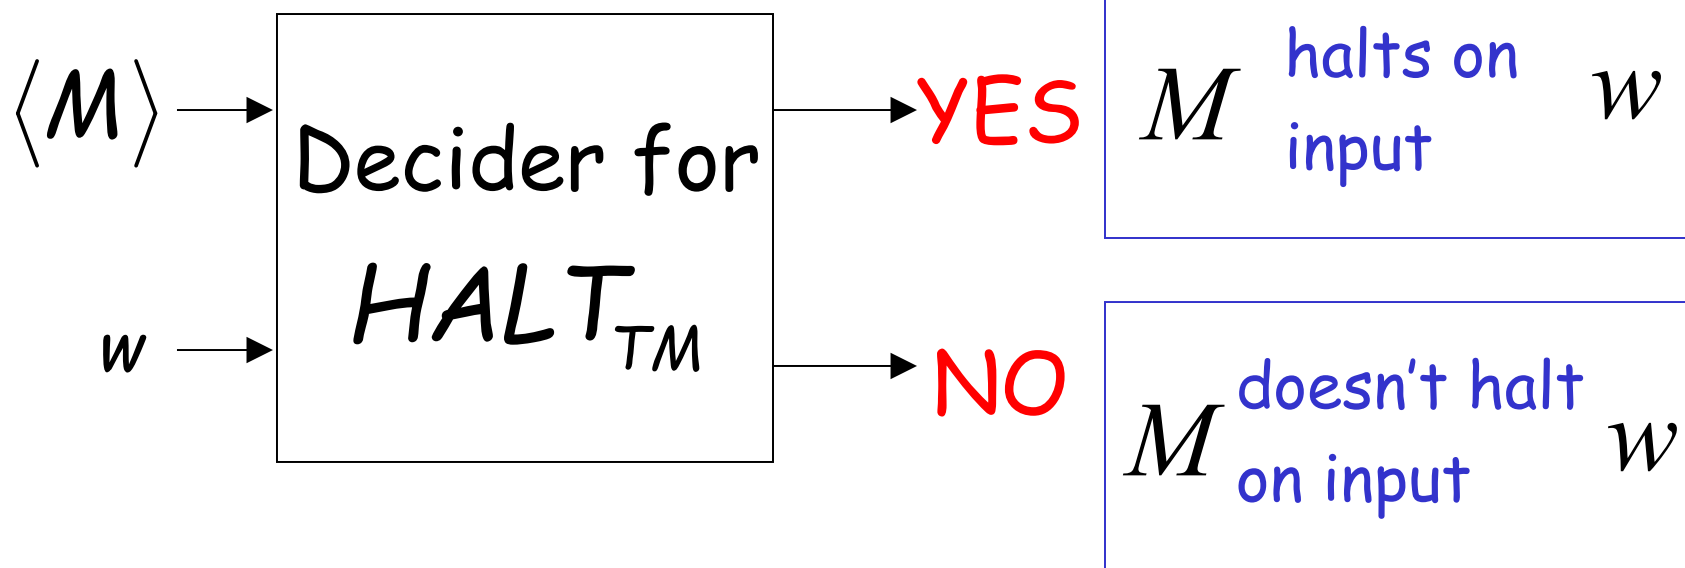 ⟨M⟩
w
Decider for
HALT_TM
YES
NO
M halts on input w
M doesn't halt on input w